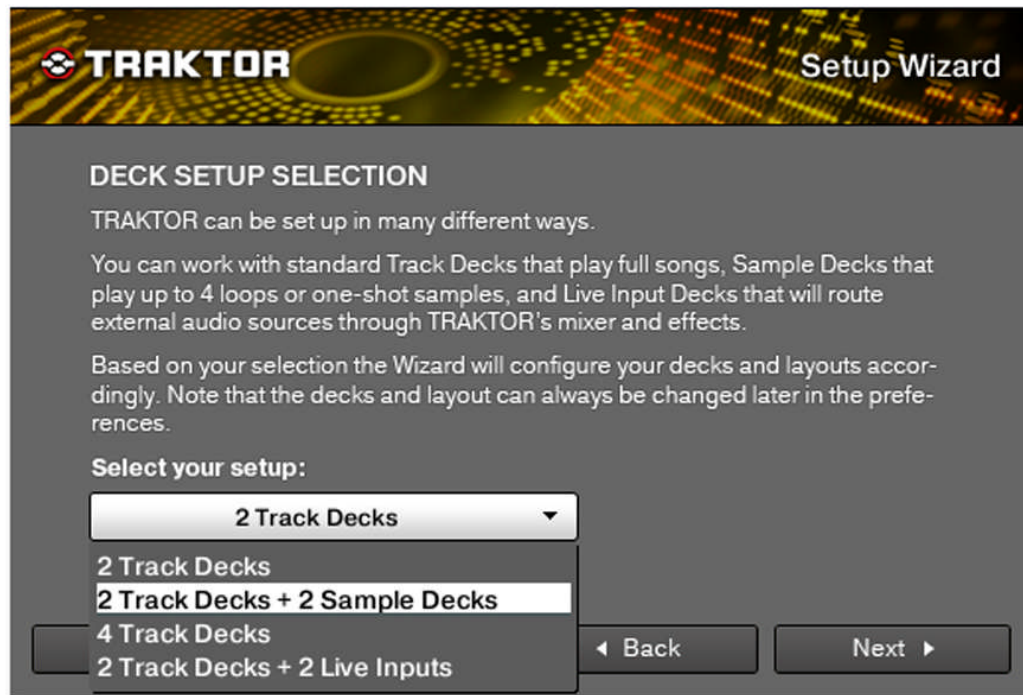 TRAKTOR
Setup Wizard
DECK SETUP SELECTION
TRAKTOR can be set up in many different ways.
You can work with standard Track Decks that play full songs, Sample Decks that
play up to 4 loops or one-shot samples, and Live Input Decks that will route
external audio sources through TRAKTOR's mixer and effects.
Based on your selection the Wizard will configure your decks and layouts accor-
dingly. Note that the decks and layout can always be changed later in the prefe-
rences.
Select your setup:
2 Track Decks
2 Track Decks
2 Track Decks + 2 Sample Decks
4 Track Decks
2 Track Decks + 2 Live Inputs
Back
Next